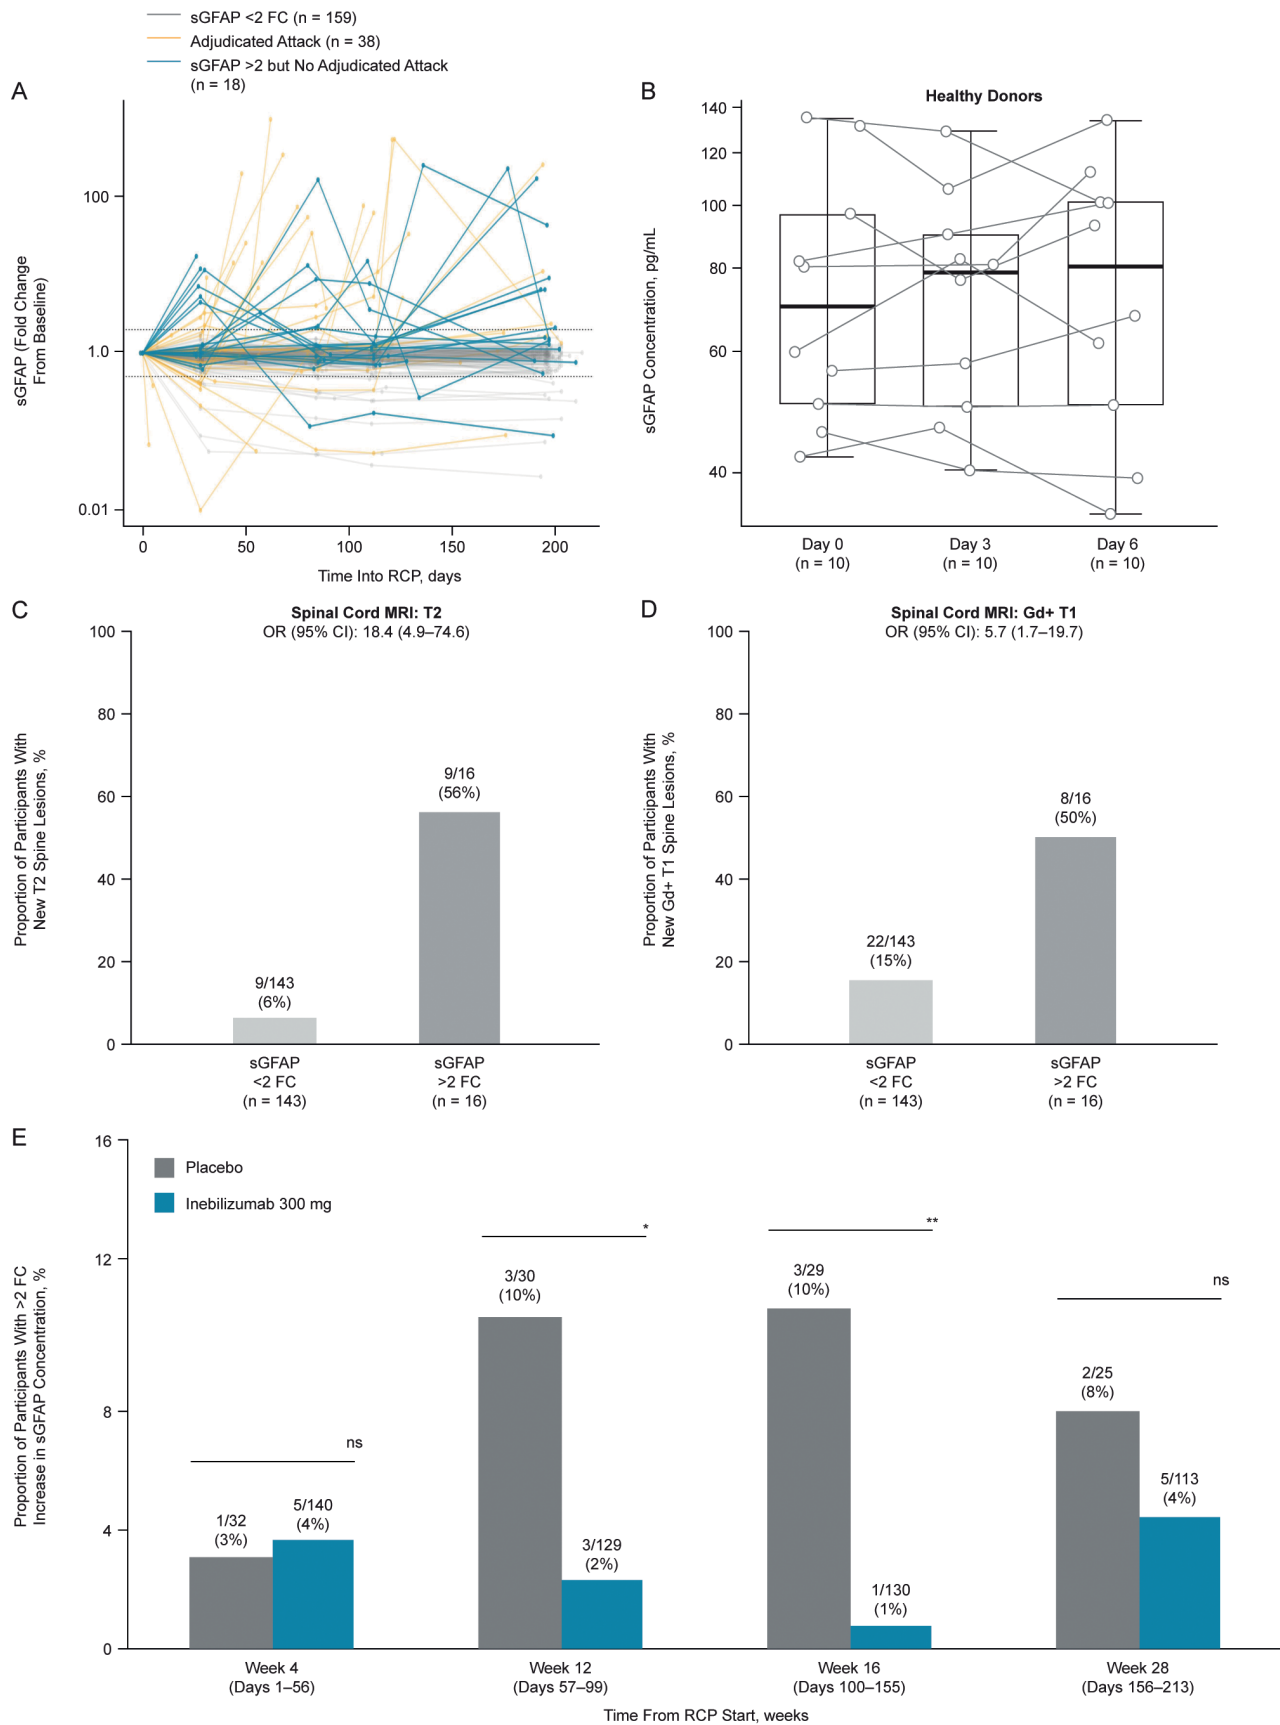 sGFAP <2 FC (n = 159)
Adjudicated Attack (n = 38)
sGFAP >2 but No Adjudicated Attack
(n = 18)
A
sGFAP (Fold Change
From Baseline)
100
1.0
0.01
0 50 100 150 200
Time Into RCP, days
B
Healthy Donors
sGFAP Concentration, pg/mL
140
120
100
80
60
40
Day 0 Day 3 Day 6
(n = 10) (n = 10) (n = 10)
C
Spinal Cord MRI: T2
OR (95% CI): 18.4 (4.9–74.6)
Proportion of Participants With
New T2 Spine Lesions, %
100
80
60
40
20
0
9/143
(6%)
9/16
(56%)
sGFAP sGFAP
<2 FC >2 FC
(n = 143) (n = 16)
D
Spinal Cord MRI: Gd+ T1
OR (95% CI): 5.7 (1.7–19.7)
Proportion of Participants With
New Gd+ T1 Spine Lesions, %
100
80
60
40
20
0
22/143
(15%)
8/16
(50%)
sGFAP sGFAP
<2 FC >2 FC
(n = 143) (n = 16)
E
Placebo
Inebilizumab 300 mg
Proportion of Participants With >2 FC
Increase in sGFAP Concentration, %
16
12
8
4
0
ns
1/32
(3%)
5/140
(4%)
*
3/30
(10%)
3/129
(2%)
**
3/29
(10%)
1/130
(1%)
ns
2/25
(8%)
5/113
(4%)
Week 4 Week 12 Week 16 Week 28
(Days 1–56) (Days 57–99) (Days 100–155) (Days 156–213)
Time From RCP Start, weeks